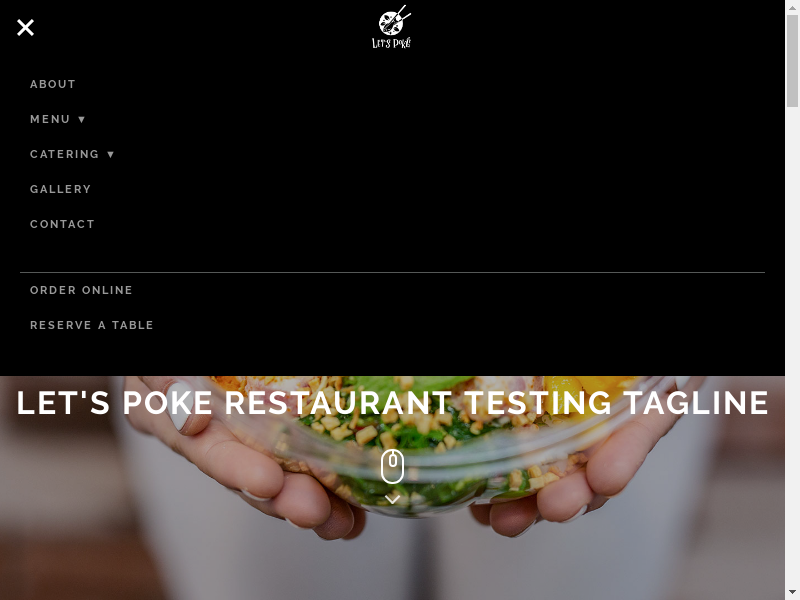 LET'S POKÉ
ABOUT
MENU ▼
CATERING ▼
GALLERY
CONTACT
ORDER ONLINE
RESERVE A TABLE
LET'S POKE RESTAURANT TESTING TAGLINE